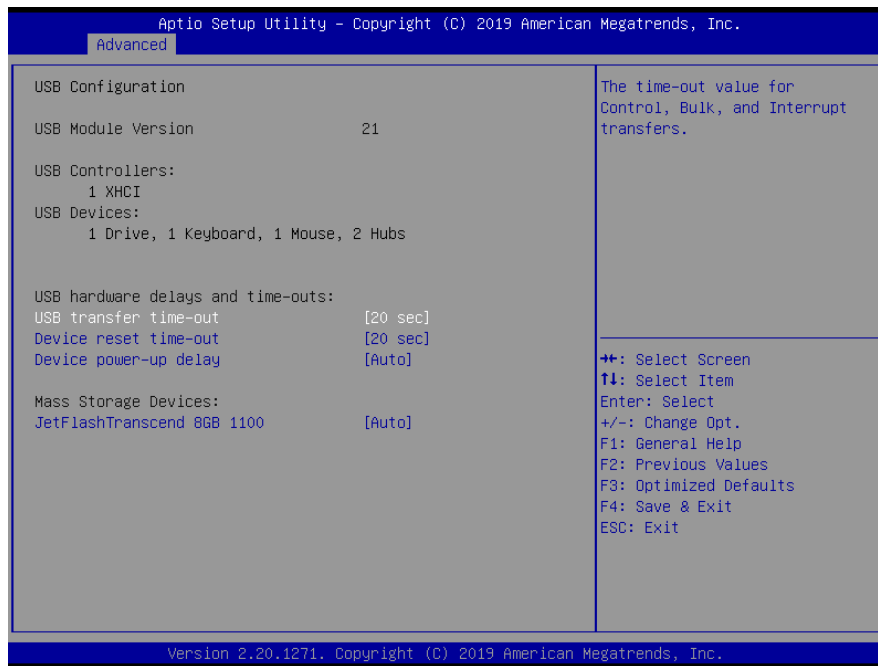 Aptio Setup Utility – Copyright (C) 2019 American Megatrends, Inc.
Advanced
USB Configuration
USB Module Version 21
USB Controllers:
1 XHCI
USB Devices:
1 Drive, 1 Keyboard, 1 Mouse, 2 Hubs
USB hardware delays and time-outs:
USB transfer time-out [20 sec]
Device reset time-out [20 sec]
Device power-up delay [Auto]
Mass Storage Devices:
JetFlashTranscend 8GB 1100 [Auto]
The time-out value for
Control, Bulk, and Interrupt
transfers.
→←: Select Screen
↑↓: Select Item
Enter: Select
+/-: Change Opt.
F1: General Help
F2: Previous Values
F3: Optimized Defaults
F4: Save & Exit
ESC: Exit
Version 2.20.1271. Copyright (C) 2019 American Megatrends, Inc.